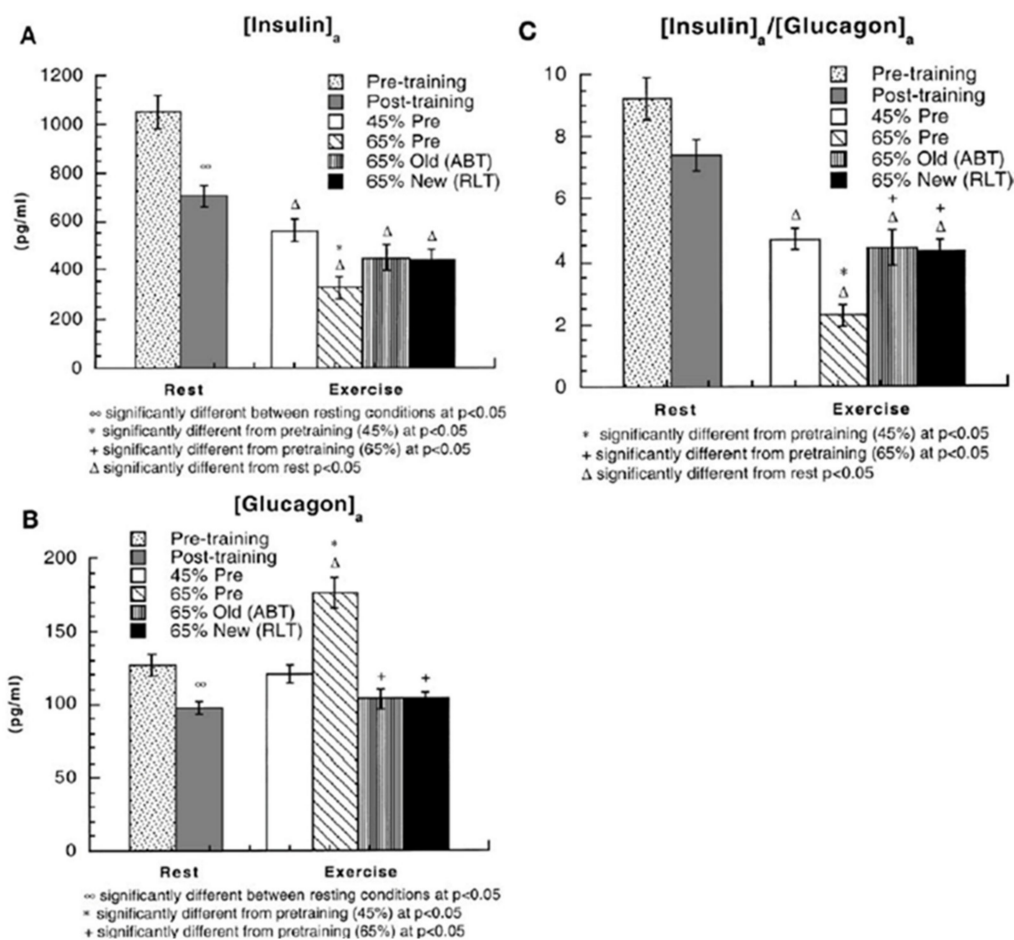 A
[Insulin]a
1200
1000
800
600
400
200
0
(pg/ml)
Pre-training
Post-training
45% Pre
65% Pre
65% Old (ABT)
65% New (RLT)
∞
Δ
*
Δ
Δ
Δ
Rest
Exercise
∞ significantly different between resting conditions at p<0.05
* significantly different from pretraining (45%) at p<0.05
+ significantly different from pretraining (65%) at p<0.05
Δ significantly different from rest p<0.05
C
[Insulin]a/[Glucagon]a
10
8
6
4
2
0
Pre-training
Post-training
45% Pre
65% Pre
65% Old (ABT)
65% New (RLT)
Δ
*
Δ
+
Δ
+
Δ
Rest
Exercise
* significantly different from pretraining (45%) at p<0.05
+ significantly different from pretraining (65%) at p<0.05
Δ significantly different from rest p<0.05
B
[Glucagon]a
200
150
100
50
0
(pg/ml)
Pre-training
Post-training
45% Pre
65% Pre
65% Old (ABT)
65% New (RLT)
∞
*
Δ
+
+
Rest
Exercise
∞ significantly different between resting conditions at p<0.05
* significantly different from pretraining (45%) at p<0.05
+ significantly different from pretraining (65%) at p<0.05